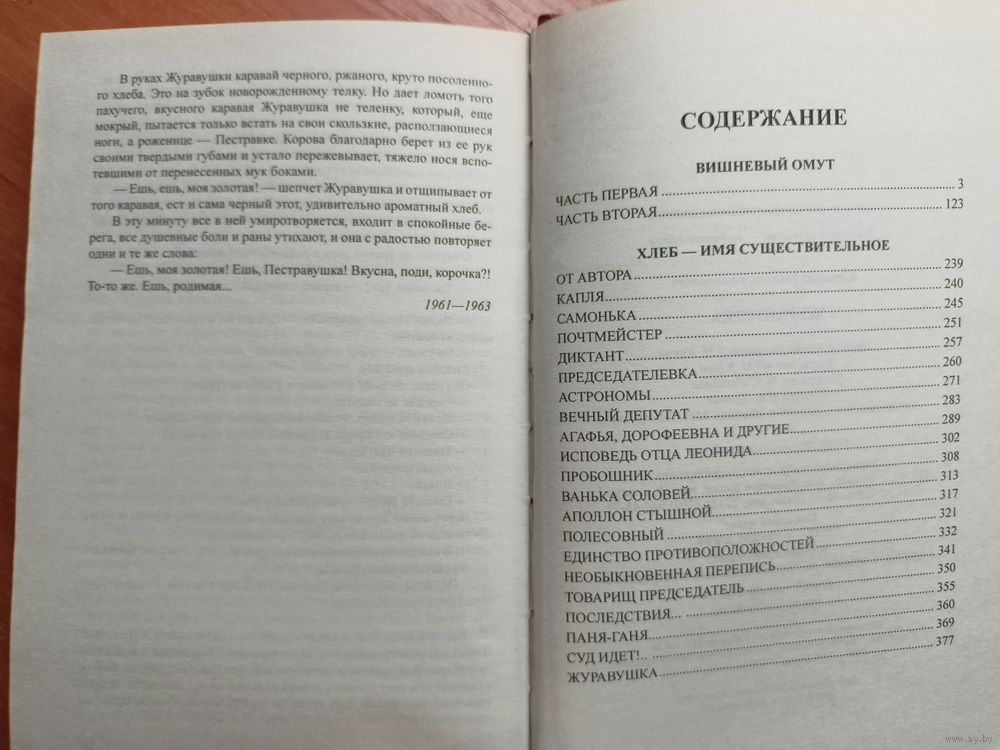 В руках Журавушки каравай черного, ржаного, круто посоленно-
го хлеба. Это на зубок новорожденному телку. Но дает ломоть того
пахучего, вкусного каравая Журавушка не теленку, который, еще
мокрый, пытается только встать на свои скользкие, расползающиеся
ноги, а роженице — Пестравке. Корова благодарно берет из ее рук
своими твердыми губами и устало пережевывает, тяжело нося вспо-
тевшими от перенесенных мук боками.
— Ешь, ешь, моя золотая! — шепчет Журавушка и отщипывает от
того каравая, ест и сама черный этот, удивительно ароматный хлеб.
В эту минуту все в ней умиротворяется, входит в спокойные бе-
рега, все душевные боли и раны утихают, и она с радостью повторяет
одни и те же слова:
— Ешь, моя золотая! Ешь, Пестравушка! Вкусна, поди, корочка?!
То-то же. Ешь, родимая...
1961—1963
СОДЕРЖАНИЕ
ВИШНЕВЫЙ ОМУТ
ЧАСТЬ ПЕРВАЯ ... 3
ЧАСТЬ ВТОРАЯ ... 123
ХЛЕБ — ИМЯ СУЩЕСТВИТЕЛЬНОЕ
ОТ АВТОРА ... 239
КАПЛЯ ... 240
САМОНЬКА ... 245
ПОЧТМЕЙСТЕР ... 251
ДИКТАНТ ... 257
ПРЕДСЕДАТЕЛЕВКА ... 260
АСТРОНОМЫ ... 271
ВЕЧНЫЙ ДЕПУТАТ ... 283
АГАФЬЯ, ДОРОФЕЕВНА И ДРУГИЕ ... 289
ИСПОВЕДЬ ОТЦА ЛЕОНИДА ... 302
ПРОБОШНИК ... 308
ВАНЬКА СОЛОВЕЙ ... 313
АПОЛЛОН СТЫШНОЙ ... 317
ПОЛЕСОВНЫЙ ... 321
ЕДИНСТВО ПРОТИВОПОЛОЖНОСТЕЙ ... 332
НЕОБЫКНОВЕННАЯ ПЕРЕПИСЬ ... 341
ТОВАРИЩ ПРЕДСЕДАТЕЛЬ ... 350
ПОСЛЕДСТВИЯ... ... 355
ПАНЯ-ГАНЯ ... 360
СУД ИДЕТ!.. ... 369
ЖУРАВУШКА ... 377
www.ay.by